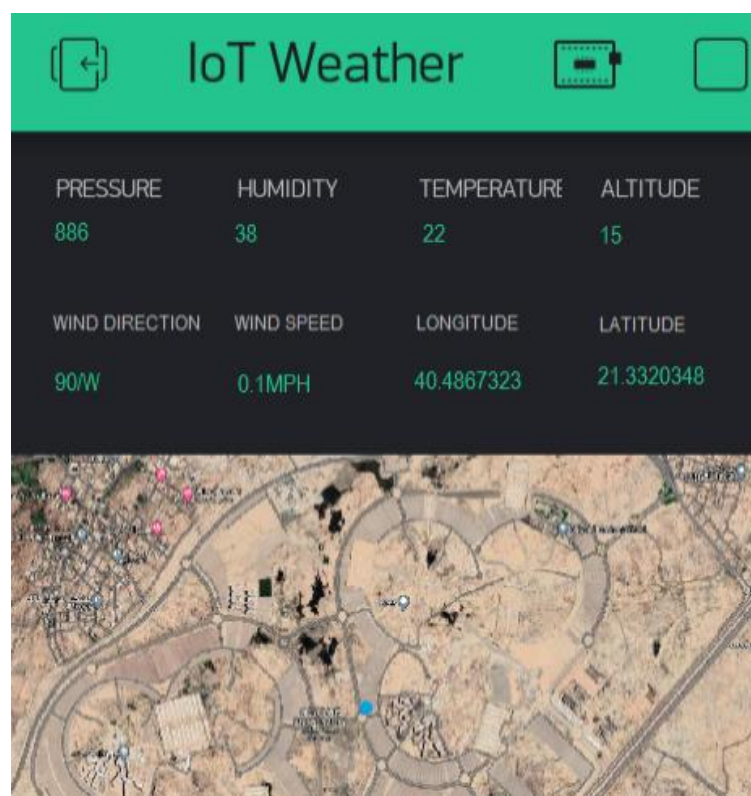 IoT Weather
PRESSURE HUMIDITY TEMPERATURE ALTITUDE
886 38 22 15
WIND DIRECTION WIND SPEED LONGITUDE LATITUDE
90/W 0.1MPH 40.4867323 21.3320348